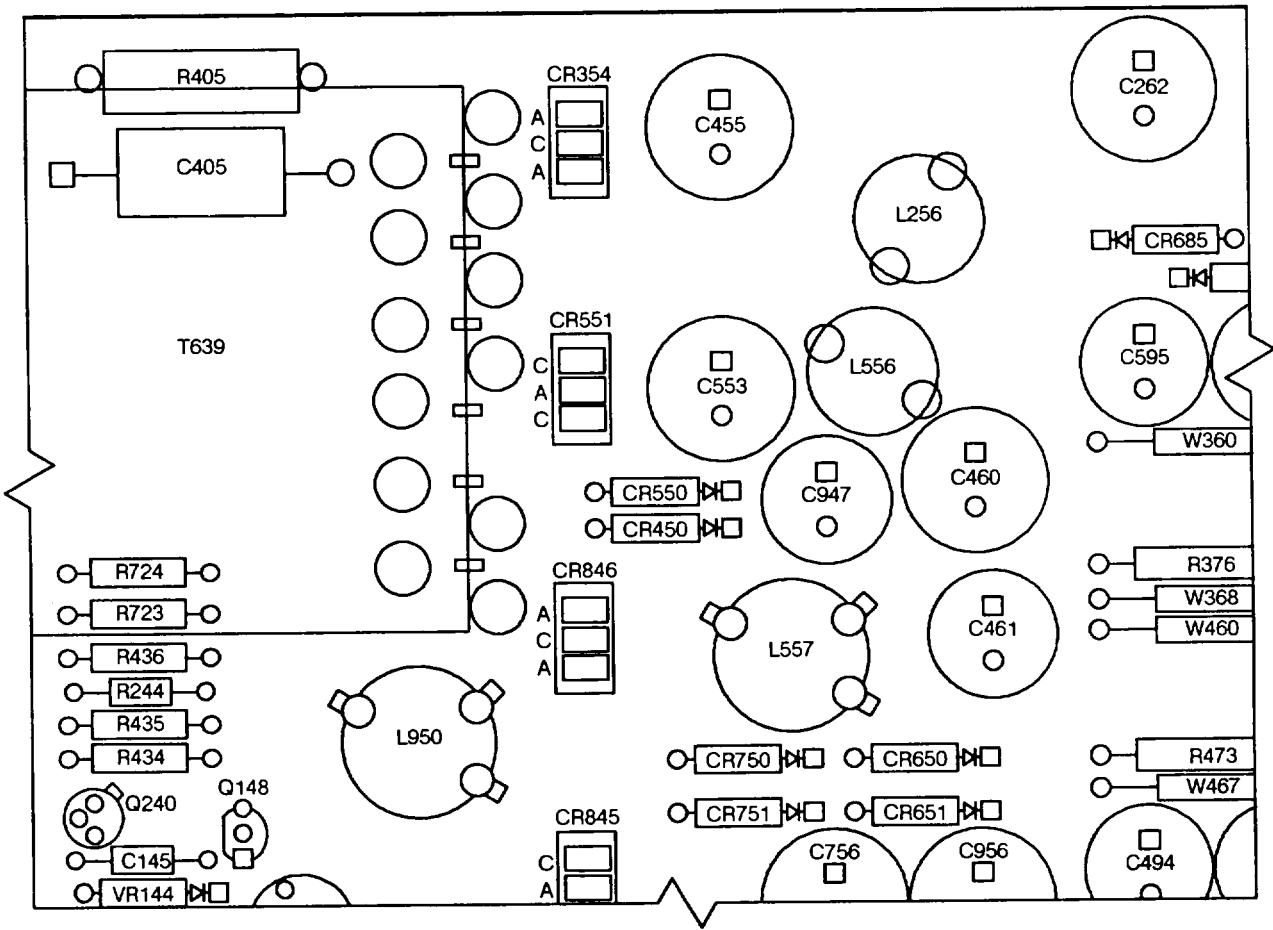 R405
CR354
C262
A
C
A
C455
C405
L256
CR685
T639
CR551
C
A
C
C553
L556
C595
W360
C947
C460
CR550
CR450
R724
CR846
R376
W368
R723
A
C
A
L557
C461
W460
R436
R244
R435
L950
R434
CR750
CR650
R473
W467
Q240
Q148
CR751
CR651
CR845
C145
C
A
C756
C956
C494
VR144